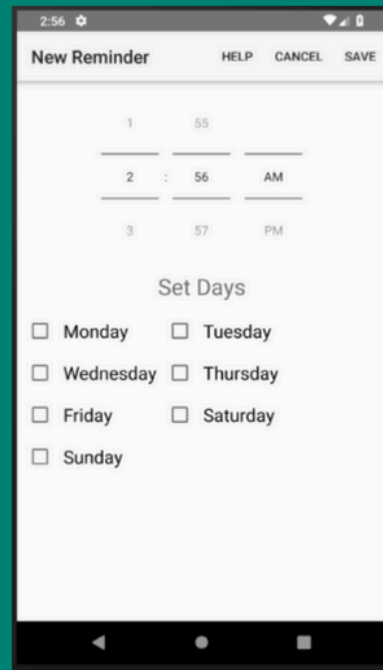 2:56
New Reminder HELP CANCEL SAVE
1 55
2 : 56 AM
3 57 PM
Set Days
Monday Tuesday
Wednesday Thursday
Friday Saturday
Sunday